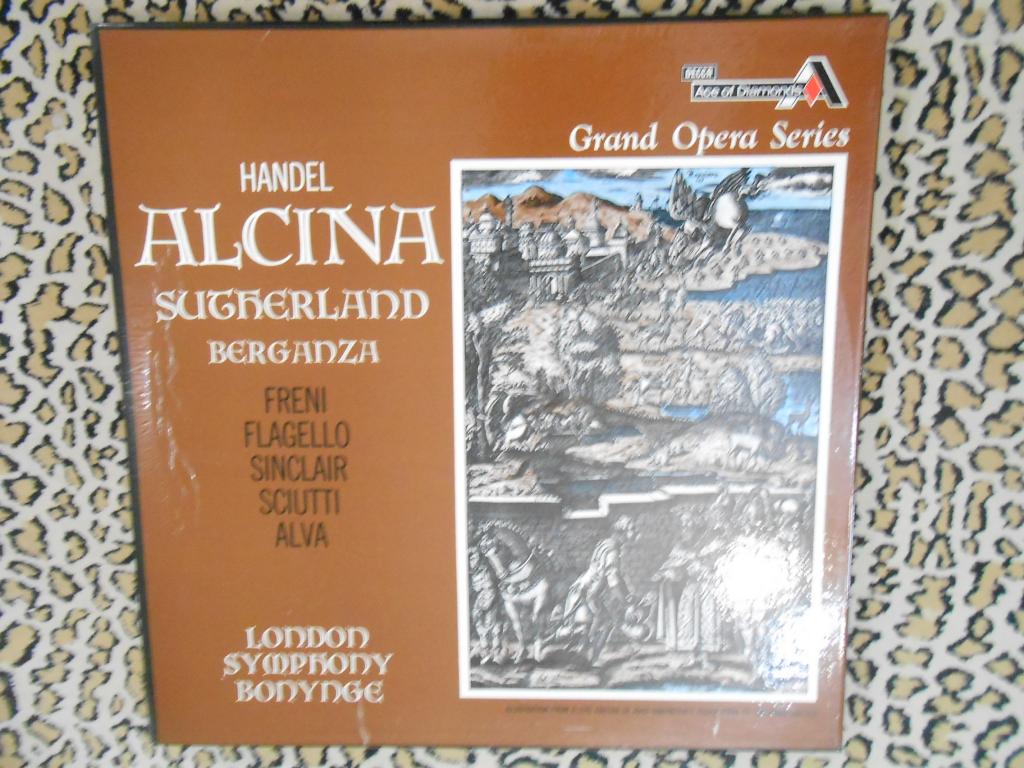 DECCA
Ace of Diamonds
Grand Opera Series
HANDEL
ALCINA
SUTHERLAND
BERGANZA
FRENI
FLAGELLO
SINCLAIR
SCIUTTI
ALVA
LONDON
SYMPHONY
BONYNGE